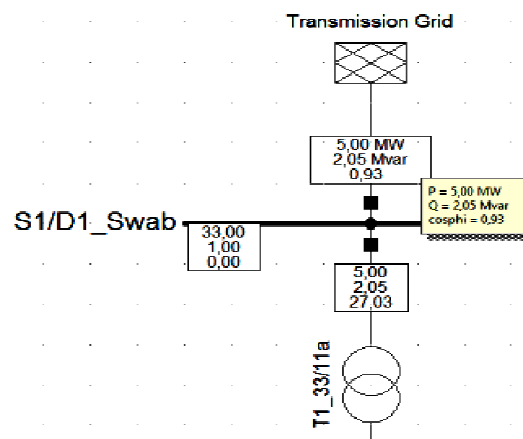 Transmission Grid
5,00 MW
2,05 Mvar
0,93
P = 5,00 MW
Q = 2,05 Mvar
cosphi = 0,93
S1/D1_Swab
33,00
1,00
0,00
5,00
2,05
27,03
T1_33/11a